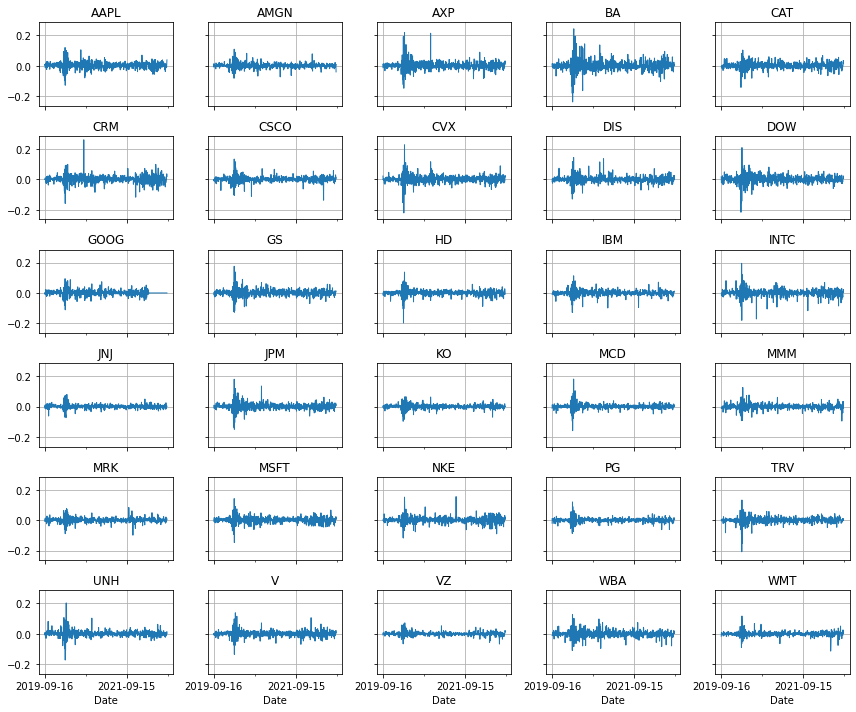 AAPL AMGN AXP BA CAT
0.2
0.0
−0.2
CRM CSCO CVX DIS DOW
0.2
0.0
−0.2
GOOG GS HD IBM INTC
0.2
0.0
−0.2
JNJ JPM KO MCD MMM
0.2
0.0
−0.2
MRK MSFT NKE PG TRV
0.2
0.0
−0.2
UNH V VZ WBA WMT
0.2
0.0
−0.2
2019-09-16 2021-09-15 2019-09-16 2021-09-15 2019-09-16 2021-09-15 2019-09-16 2021-09-15 2019-09-16 2021-09-15
Date Date Date Date Date